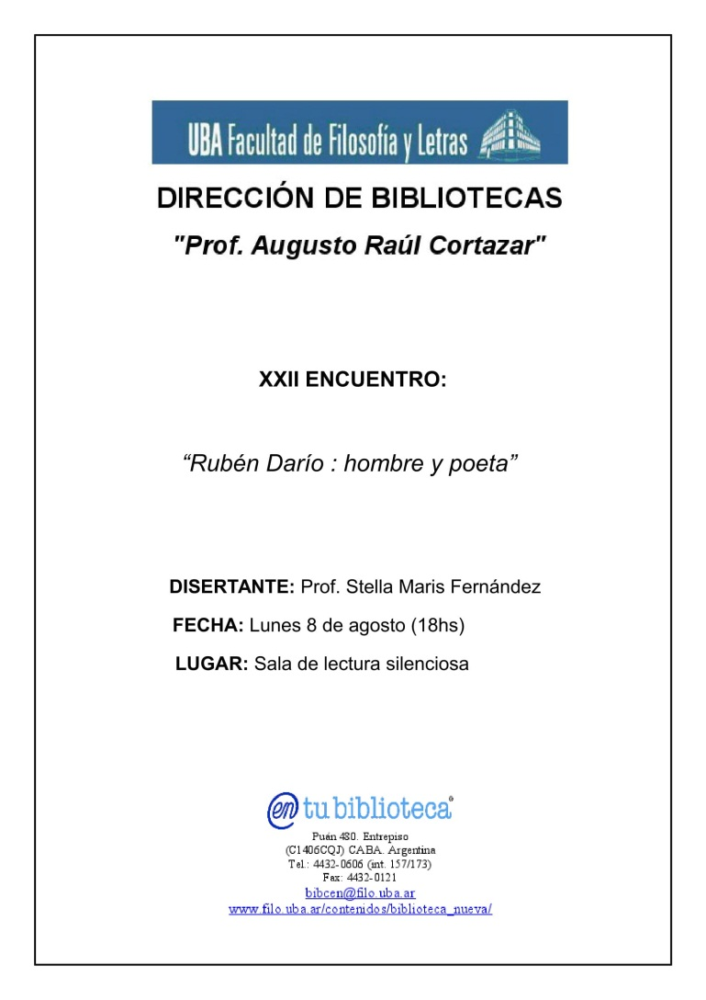 UBA Facultad de Filosofía y Letras
DIRECCIÓN DE BIBLIOTECAS
"Prof. Augusto Raúl Cortazar"
XXII ENCUENTRO:
“Rubén Darío : hombre y poeta”
DISERTANTE: Prof. Stella Maris Fernández
FECHA: Lunes 8 de agosto (18hs)
LUGAR: Sala de lectura silenciosa
en tu biblioteca®
Puán 480. Entrepiso
(C1406CQJ) CABA. Argentina
Tel.: 4432-0606 (int. 157/173)
Fax: 4432-0121
bibcen@filo.uba.ar
www.filo.uba.ar/contenidos/biblioteca_nueva/